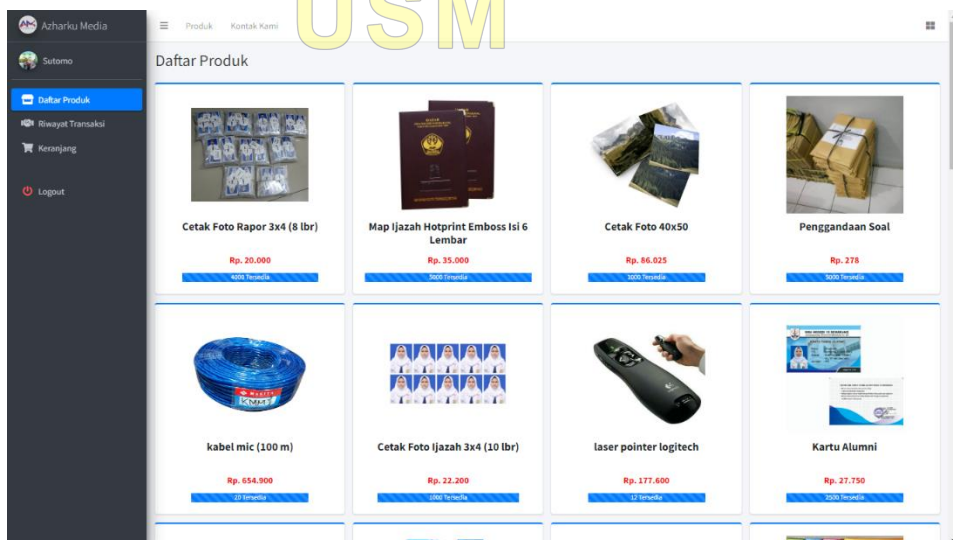 USM
Azharku Media
Produk Kontak Kami
Sutomo
Daftar Produk
Daftar Produk
Riwayat Transaksi
Keranjang
Logout
Cetak Foto Rapor 3x4 (8 lbr)
Rp. 20.000
4000 Tersedia
Map Ijazah Hotprint Emboss Isi 6
Lembar
Rp. 35.000
5000 Tersedia
Cetak Foto 40x50
Rp. 86.025
1000 Tersedia
Penggandaan Soal
Rp. 278
5000 Tersedia
kabel mic (100 m)
Rp. 654.900
20 Tersedia
Cetak Foto Ijazah 3x4 (10 lbr)
Rp. 22.200
1000 Tersedia
laser pointer logitech
Rp. 177.600
12 Tersedia
Kartu Alumni
Rp. 27.750
2500 Tersedia